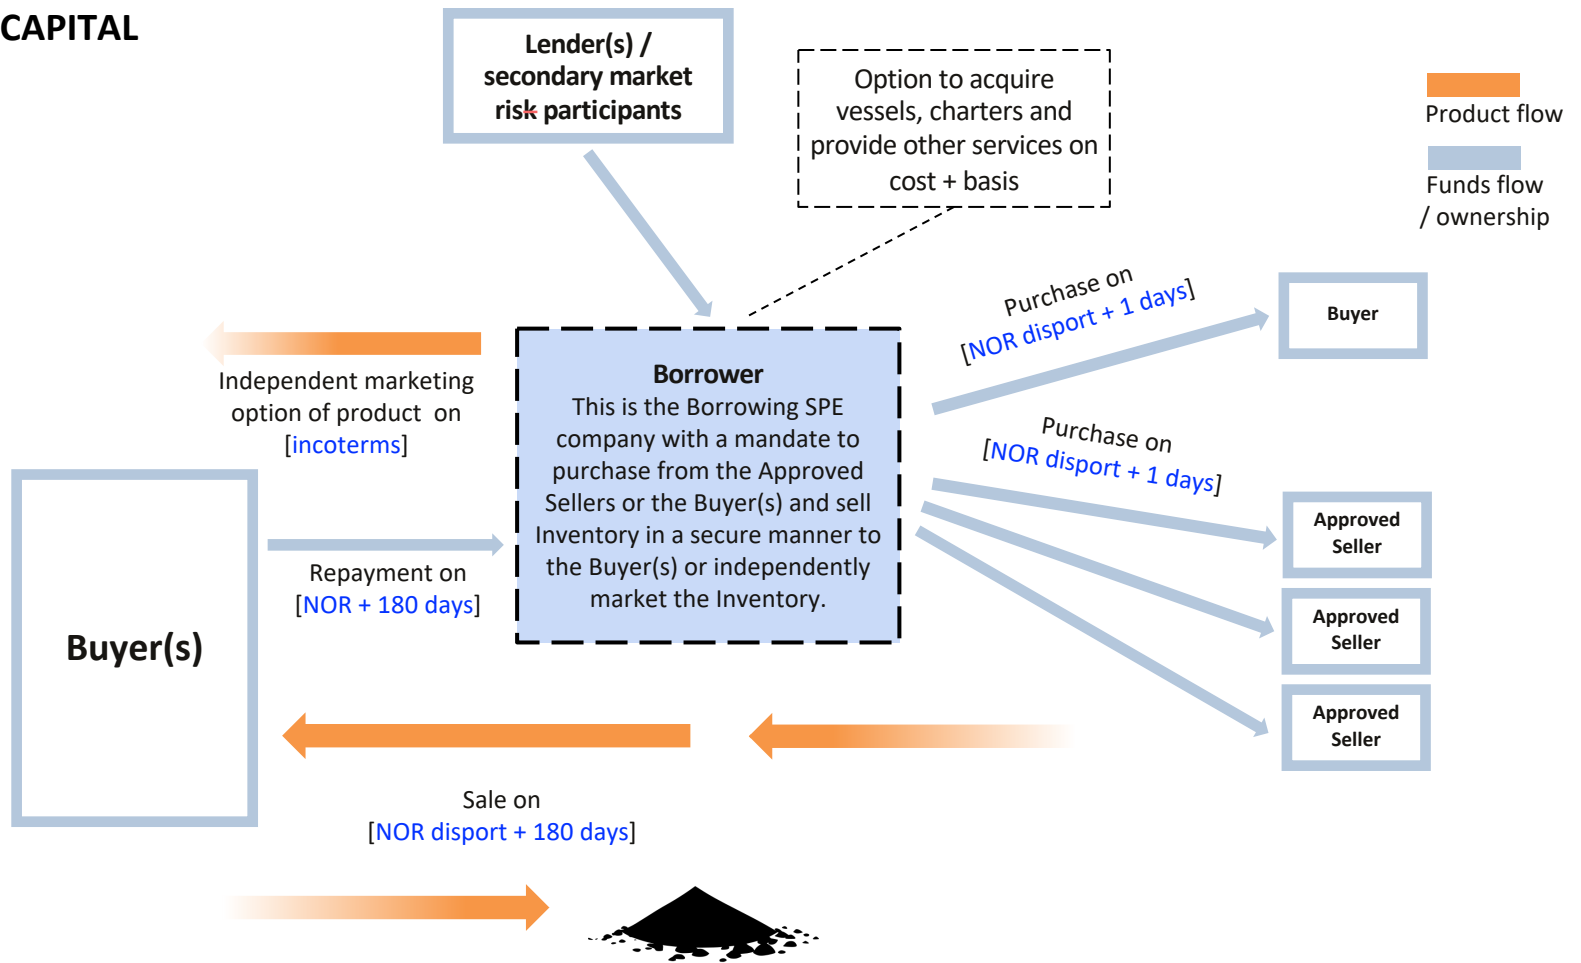 CAPITAL
Lender(s) /
secondary market
risk participants
Option to acquire
vessels, charters and
provide other services on
cost + basis
Product flow
Funds flow
/ ownership
Purchase on
[NOR disport + 1 days]
Buyer
Independent marketing
option of product on
[incoterms]
Borrower
This is the Borrowing SPE
company with a mandate to
purchase from the Approved
Sellers or the Buyer(s) and sell
Inventory in a secure manner to
the Buyer(s) or independently
market the Inventory.
Purchase on
[NOR disport + 1 days]
Approved
Seller
Approved
Seller
Approved
Seller
Repayment on
[NOR + 180 days]
Buyer(s)
Sale on
[NOR disport + 180 days]